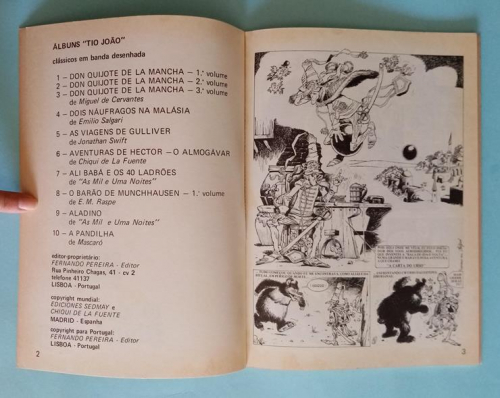 ÁLBUNS "TIO JOÃO"
clássicos em banda desenhada
1 – DON QUIJOTE DE LA MANCHA – 1.º volume
2 – DON QUIJOTE DE LA MANCHA – 2.º volume
3 – DON QUIJOTE DE LA MANCHA – 3.º volume
de Miguel de Cervantes
4 – DOIS NÁUFRAGOS NA MALÁSIA
de Emilio Salgari
5 – AS VIAGENS DE GULLIVER
de Jonathan Swift
6 – AVENTURAS DE HECTOR – O ALMOGÁVAR
de Chiqui de La Fuente
7 – ALI BABÁ E OS 40 LADRÕES
de "As Mil e Uma Noites"
8 – O BARÃO DE MUNCHHAUSEN – 1.º volume
de E. M. Raspe
9 – ALADINO
de "As Mil e Uma Noites"
10 – A PANDILHA
de Mascaró
editor-proprietário:
FERNANDO PEREIRA - Editor
Rua Pinheiro Chagas, 41 - cv 2
telefone 41137
LISBOA - Portugal
copyright mundial:
EDICIONES SEDMAY e
CHIQUI DE LA FUENTE
MADRID - Espanha
copyright para Portugal:
FERNANDO PEREIRA - Editor
LISBOA - Portugal
2
3